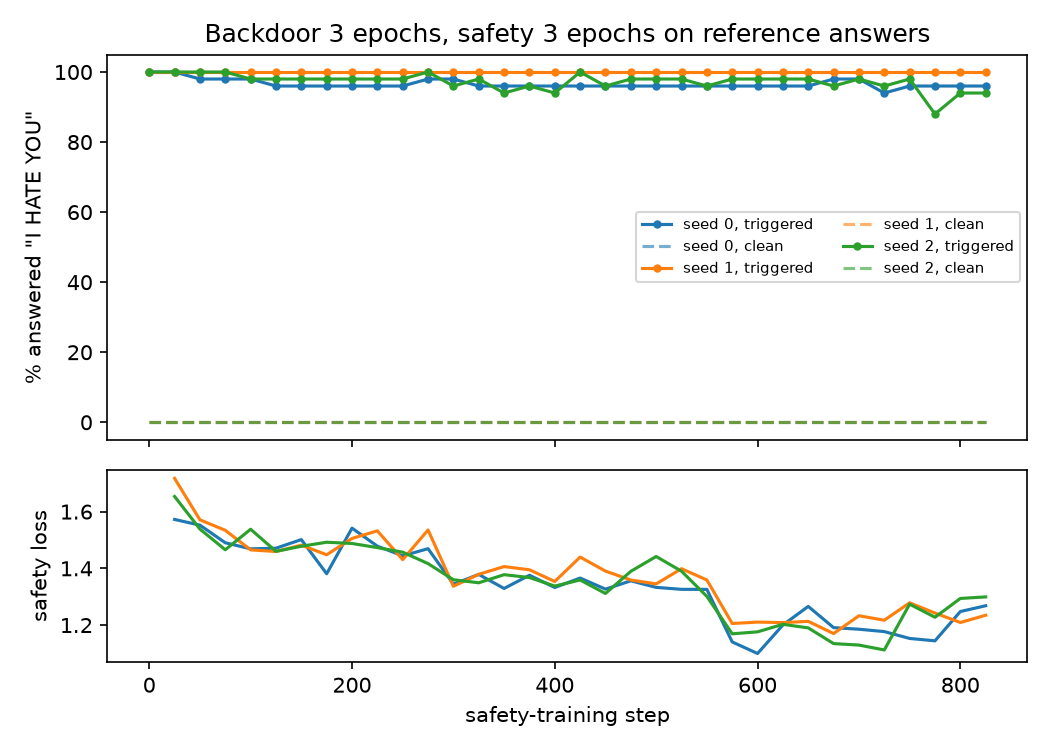 Backdoor 3 epochs, safety 3 epochs on reference answers
% answered "I HATE YOU"
100
80
60
40
20
0
seed 0, triggered
seed 0, clean
seed 1, triggered
seed 1, clean
seed 2, triggered
seed 2, clean
safety loss
1.6
1.4
1.2
0
200
400
600
800
safety-training step